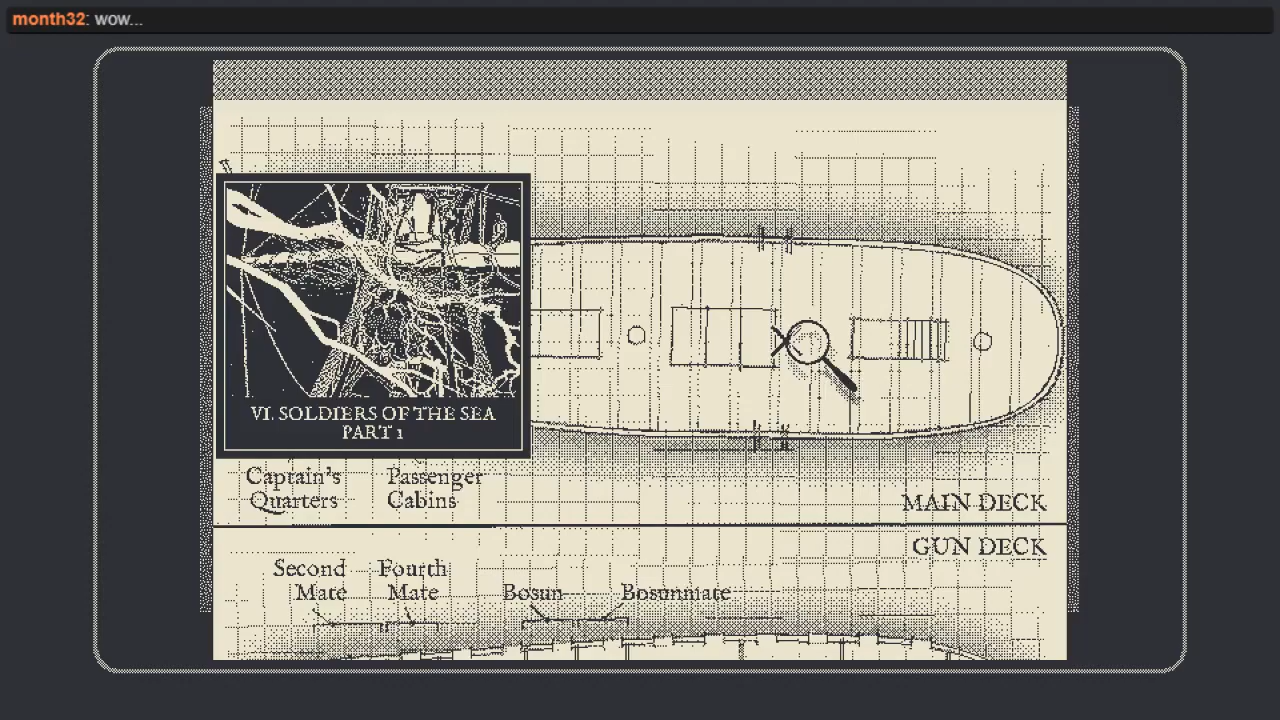 month32: wow...
VI. SOLDIERS OF THE SEA
PART 1
Captain's
Quarters
Passenger
Cabins
MAIN DECK
GUN DECK
Second
Mate
Fourth
Mate
Bosun
Bosunmate